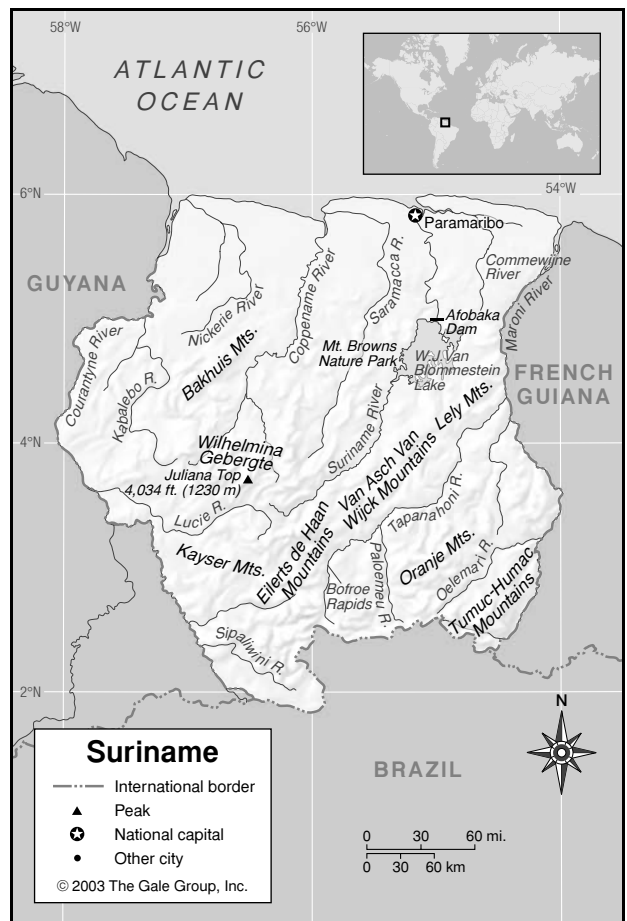 58°W
56°W
ATLANTIC
OCEAN
6°N
54°W
Paramaribo
GUYANA
Commewijne
River
Saramacca R.
Coppename River
Nickerie River
Maroni River
Afobaka
Dam
Courantyne River
Mt. Browns
Nature Park
W.J. Van
Blommestein
Lake
Bakhuis Mts.
Kabalebo R.
FRENCH
GUIANA
Lely Mts.
Suriname River
4°N
Wilhelmina
Gebergte
Juliana Top
4,034 ft. (1230 m)
Van Asch Van
Wijck Mountains
Lucie R.
Tapanahoni R.
Kayser Mts.
Eilerts de Haan
Mountains
Oranje Mts.
Paloemeu R.
Oelemari R.
Bofroe
Rapids
Tumuc-Humac
Mountains
Sipaliwini R.
2°N
N
Suriname
International border
Peak
National capital
Other city
© 2003 The Gale Group, Inc.
BRAZIL
0 30 60 mi.
0 30 60 km